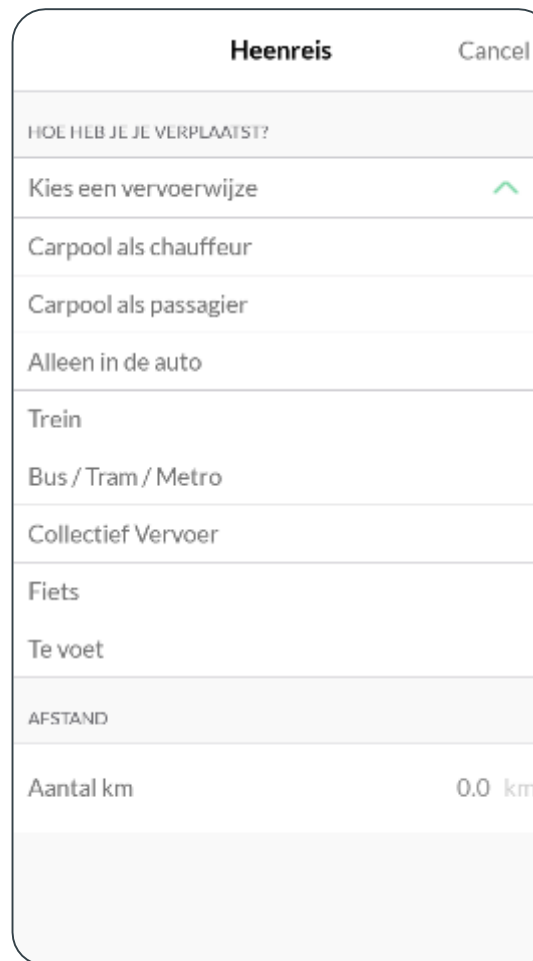 Heenreis Cancel
HOE HEB JE JE VERPLAATST?
Kies een vervoerwijze
Carpool als chauffeur
Carpool als passagier
Alleen in de auto
Trein
Bus / Tram / Metro
Collectief Vervoer
Fiets
Te voet
AFSTAND
Aantal km 0.0 km